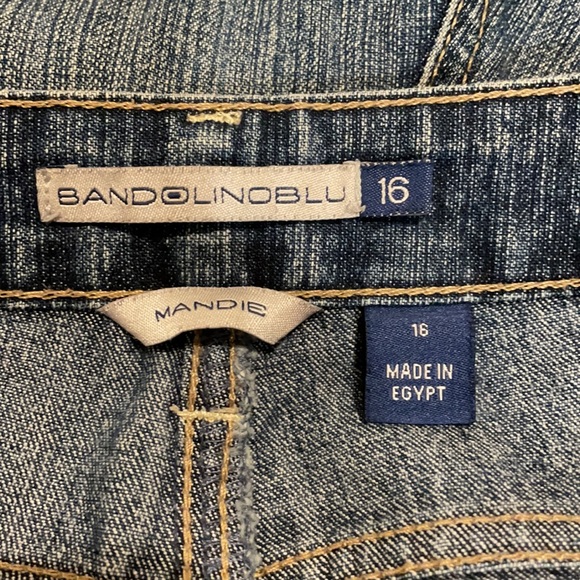 BANDOLINOBLU 16
MANDIE
16
MADE IN
EGYPT